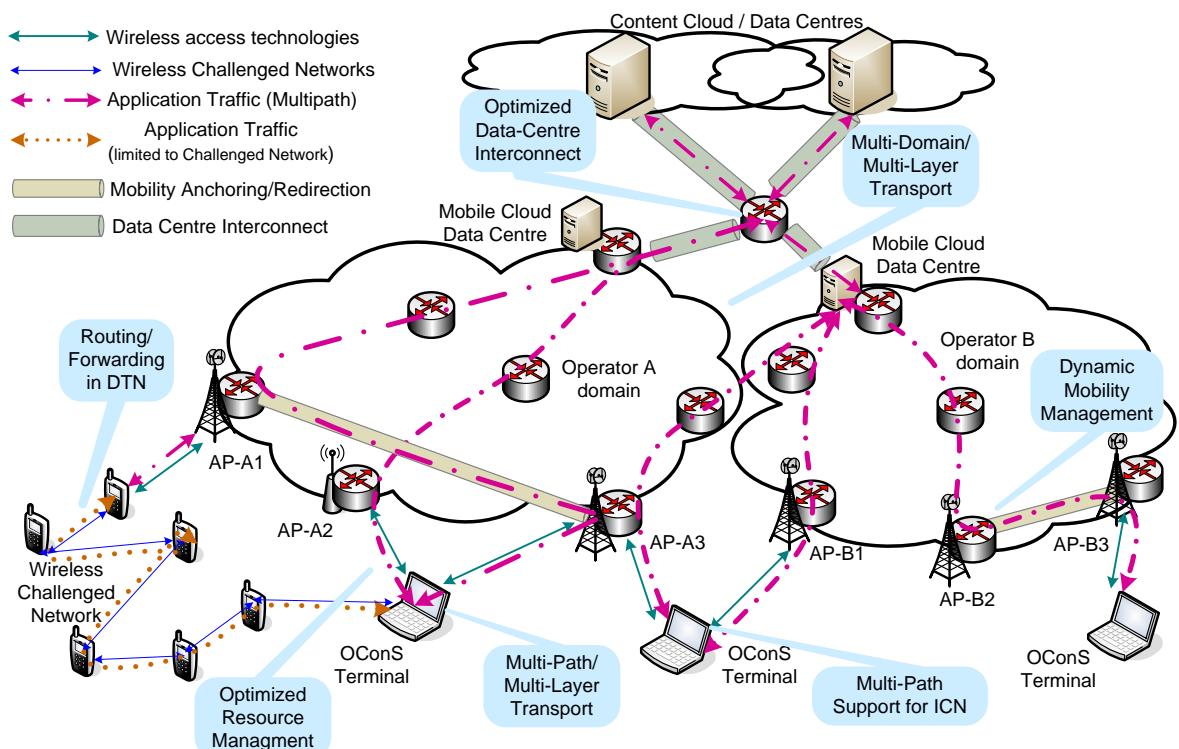 Wireless access technologies
Wireless Challenged Networks
Application Traffic (Multipath)
Application Traffic
(limited to Challenged Network)
Mobility Anchoring/Redirection
Data Centre Interconnect
Content Cloud / Data Centres
Optimized
Data-Centre
Interconnect
Multi-Domain/
Multi-Layer
Transport
Mobile Cloud
Data Centre
Mobile Cloud
Data Centre
Routing/
Forwarding
in DTN
Operator A
domain
Operator B
domain
Dynamic
Mobility
Management
AP-A1
AP-A2
AP-A3
AP-B1
AP-B2
AP-B3
Wireless
Challenged
Network
OConS
Terminal
OConS
Terminal
OConS
Terminal
Optimized
Resource
Managment
Multi-Path/
Multi-Layer
Transport
Multi-Path
Support for ICN